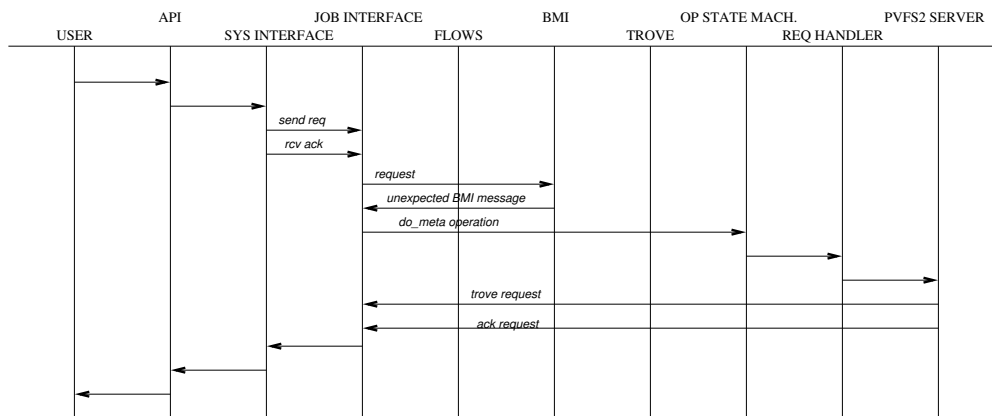 API JOB INTERFACE BMI OP STATE MACH. PVFS2 SERVER
USER SYS INTERFACE FLOWS TROVE REQ HANDLER
send req
rcv ack
request
unexpected BMI message
do_meta operation
trove request
ack request